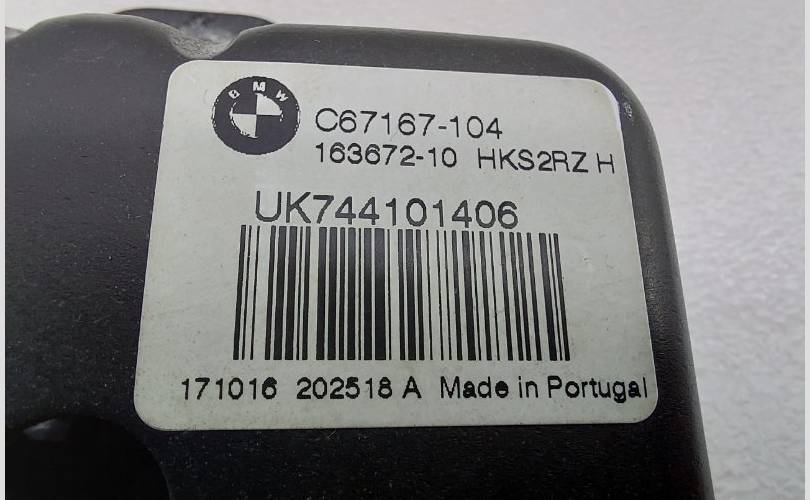 BMW
C67167-104
163672-10 HKS2RZ H
UK744101406
171016 202518 A Made in Portugal